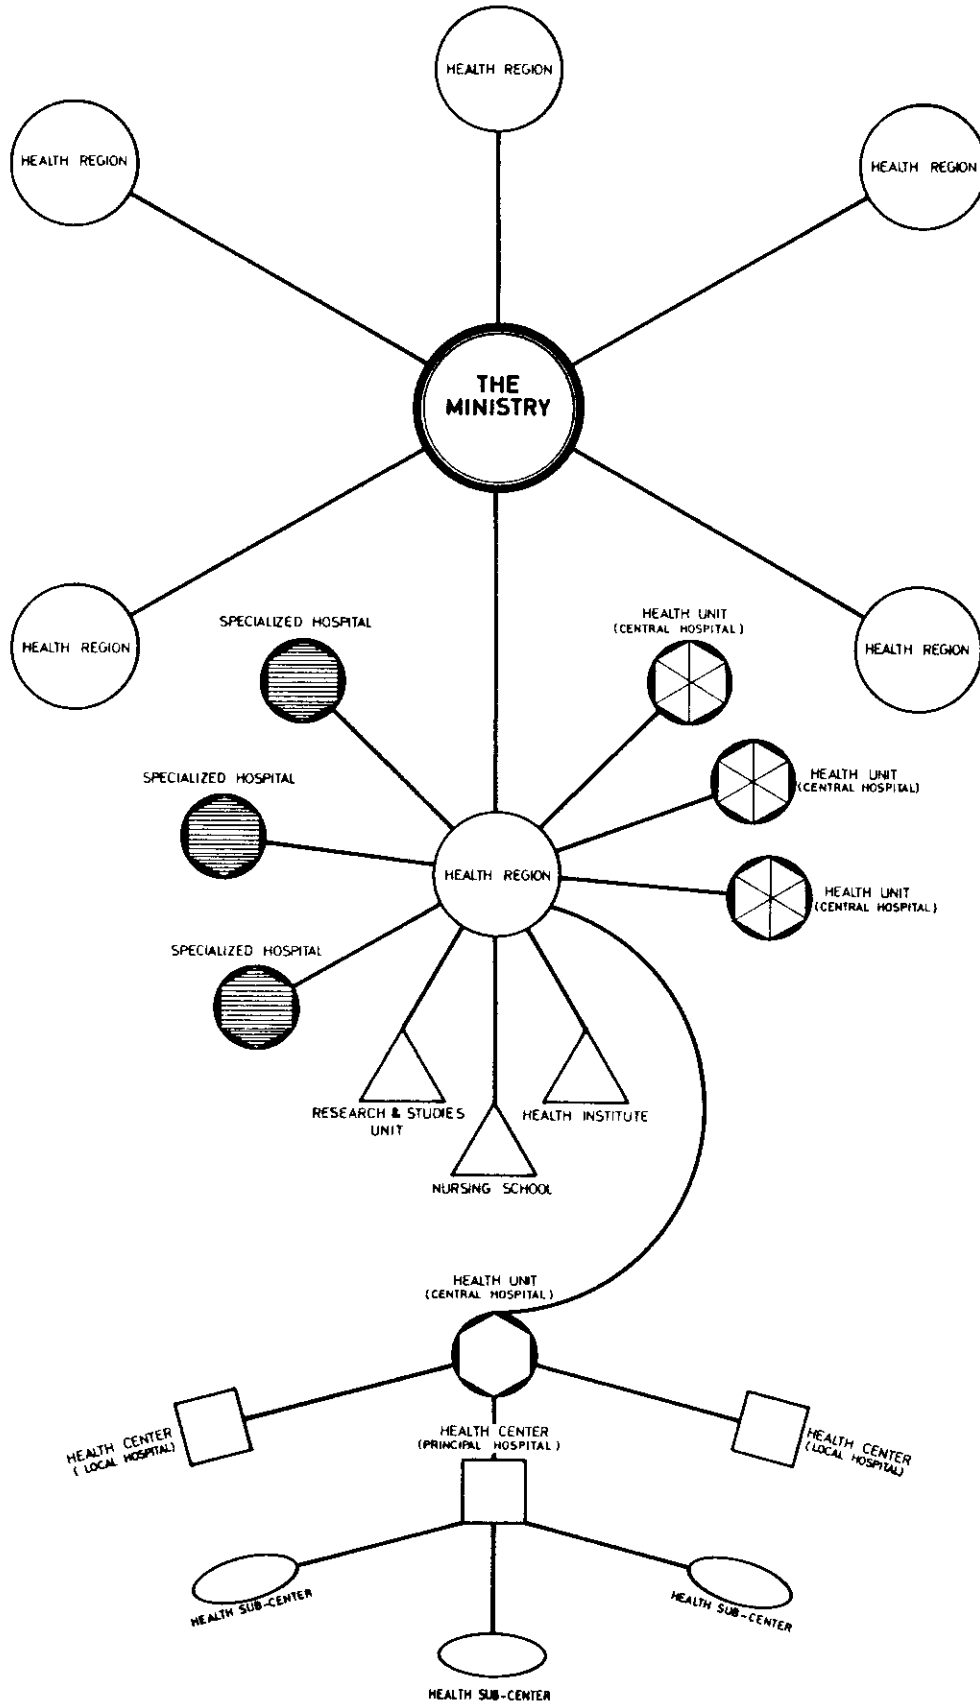 HEALTH REGION
HEALTH REGION
HEALTH REGION
THE
MINISTRY
HEALTH REGION
HEALTH REGION
SPECIALIZED HOSPITAL
HEALTH UNIT
(CENTRAL HOSPITAL)
SPECIALIZED HOSPITAL
HEALTH UNIT
(CENTRAL HOSPITAL)
HEALTH REGION
HEALTH UNIT
(CENTRAL HOSPITAL)
SPECIALIZED HOSPITAL
RESEARCH & STUDIES
UNIT
HEALTH INSTITUTE
NURSING SCHOOL
HEALTH UNIT
(CENTRAL HOSPITAL)
HEALTH CENTER
(LOCAL HOSPITAL)
HEALTH CENTER
(PRINCIPAL HOSPITAL)
HEALTH CENTER
(LOCAL HOSPITAL)
HEALTH SUB-CENTER
HEALTH SUB-CENTER
HEALTH SUB-CENTER